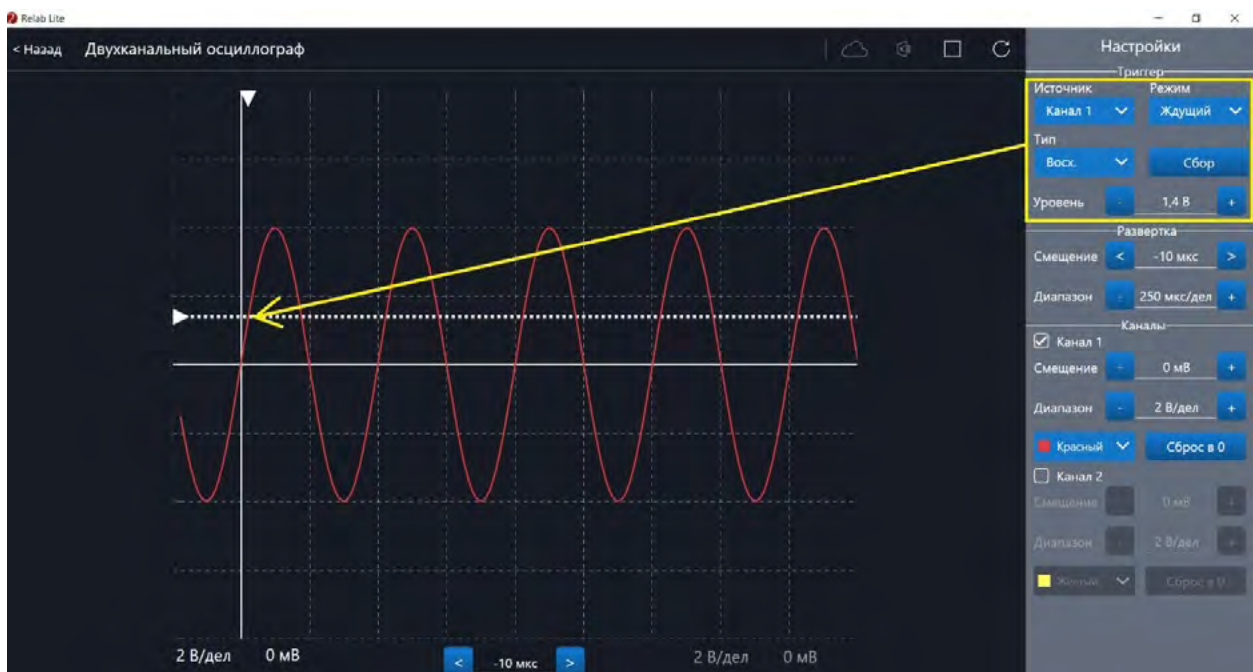 Relab Lite
< Назад Двухканальный осциллограф
Настройки
Триггер
Источник Режим
Канал 1 Ждущий
Тип
Восх. Сбор
Уровень - 1,4 В +
Развертка
Смещение < -10 мкс >
Диапазон - 250 мкс/дел +
Каналы
Канал 1
Смещение - 0 мВ +
Диапазон - 2 В/дел +
Красный Сброс в 0
Канал 2
Смещение - 0 мВ +
Диапазон - 2 В/дел +
Желтый Сброс в 0
2 В/дел 0 мВ < -10 мкс > 2 В/дел 0 мВ